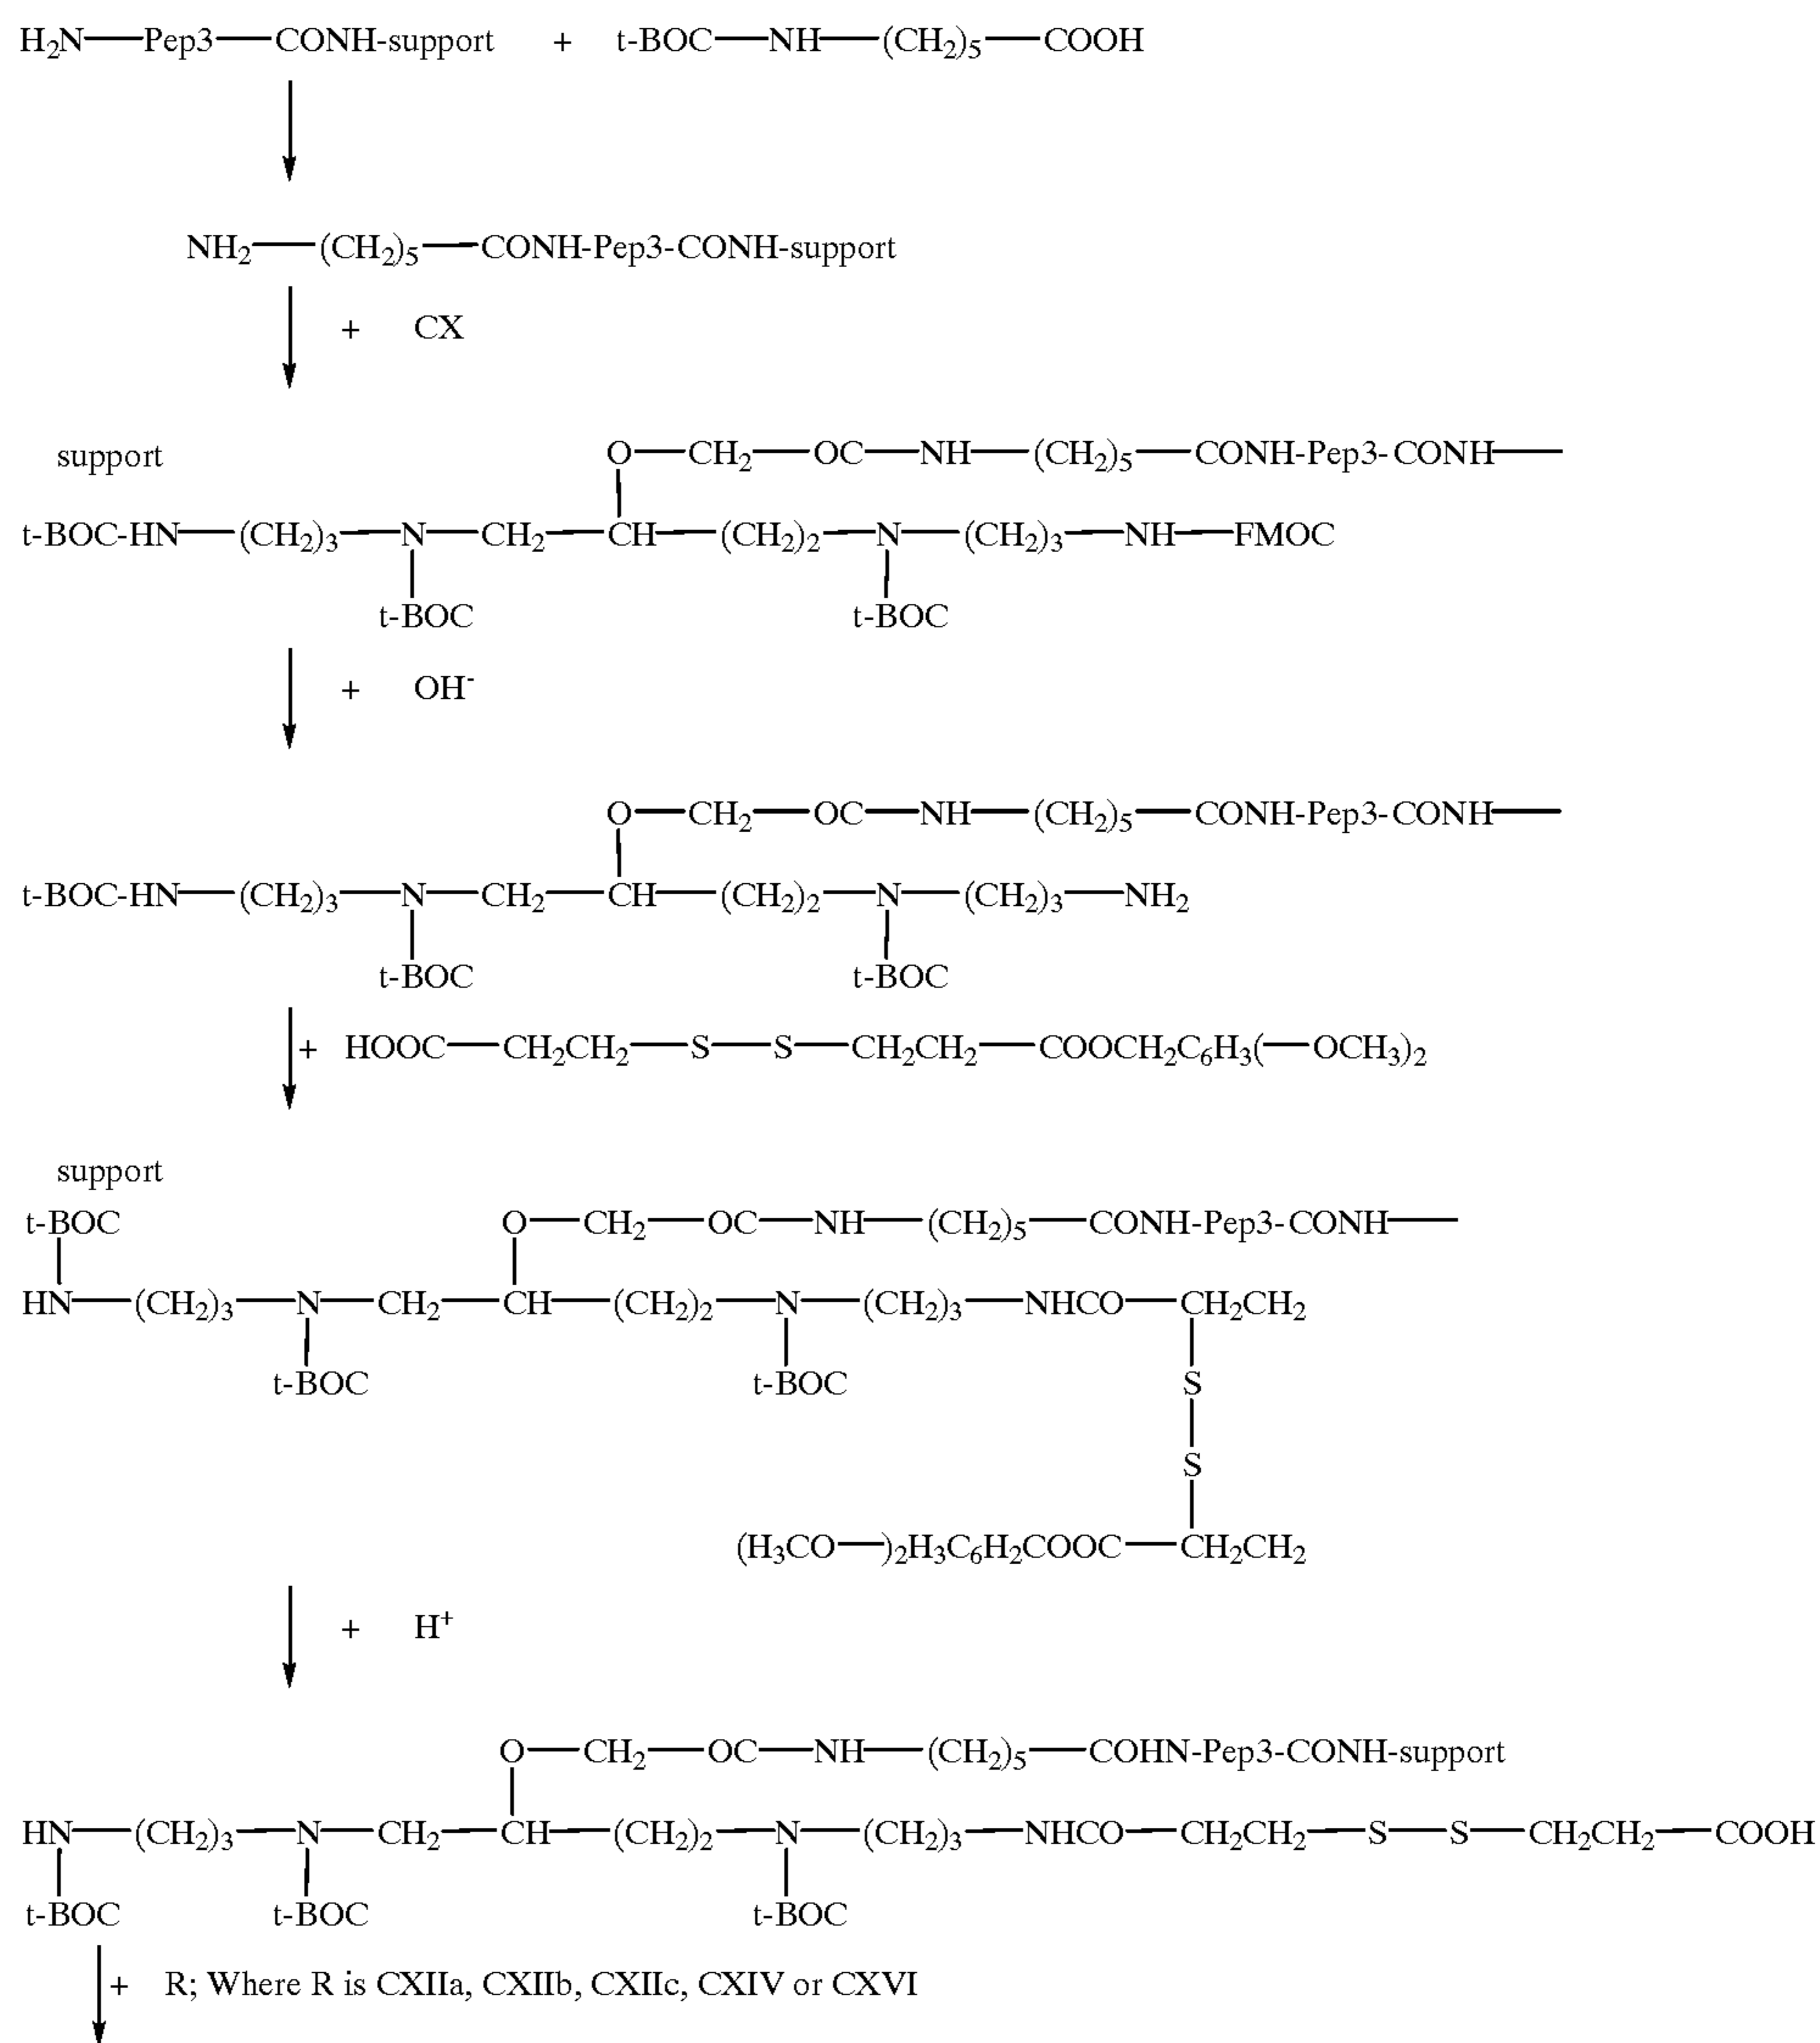 H₂N—Pep3—CONH-support + t-BOC—NH—(CH₂)₅—COOH
NH₂—(CH₂)₅—CONH-Pep3-CONH-support
+ CX
support
O—CH₂—OC—NH—(CH₂)₅—CONH-Pep3-CONH—
t-BOC-HN—(CH₂)₃—N—CH₂—CH—(CH₂)₂—N—(CH₂)₃—NH—FMOC
t-BOC t-BOC
+ OH⁻
O—CH₂—OC—NH—(CH₂)₅—CONH-Pep3-CONH—
t-BOC-HN—(CH₂)₃—N—CH₂—CH—(CH₂)₂—N—(CH₂)₃—NH₂
t-BOC t-BOC
+ HOOC—CH₂CH₂—S—S—CH₂CH₂—COOCH₂C₆H₃(—OCH₃)₂
support
t-BOC O—CH₂—OC—NH—(CH₂)₅—CONH-Pep3-CONH—
HN—(CH₂)₃—N—CH₂—CH—(CH₂)₂—N—(CH₂)₃—NHCO—CH₂CH₂
t-BOC t-BOC S
S
(H₃CO—)₂H₃C₆H₂COOC—CH₂CH₂
+ H⁺
O—CH₂—OC—NH—(CH₂)₅—COHN-Pep3-CONH-support
HN—(CH₂)₃—N—CH₂—CH—(CH₂)₂—N—(CH₂)₃—NHCO—CH₂CH₂—S—S—CH₂CH₂—COOH
t-BOC t-BOC t-BOC
+ R; Where R is CXIIa, CXIIb, CXIIc, CXIV or CXVI